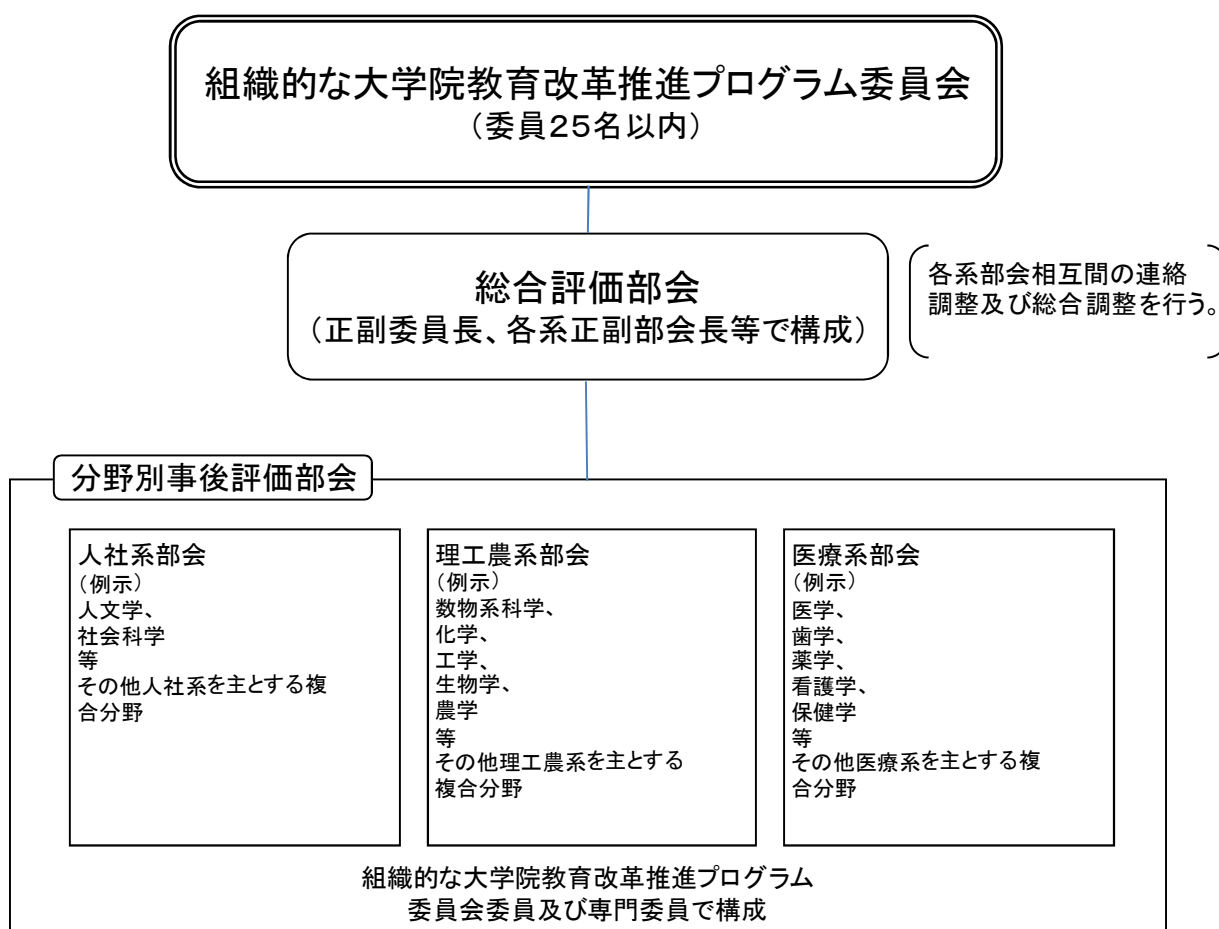 組織的な大学院教育改革推進プログラム委員会
（委員２５名以内）
総合評価部会
（正副委員長、各系正副部会長等で構成）
各系部会相互間の連絡
調整及び総合調整を行う。
分野別事後評価部会
人社系部会
（例示）
人文学、
社会科学
等
その他人社系を主とする複
合分野
理工農系部会
（例示）
数物系科学、
化学、
工学、
生物学、
農学
等
その他理工農系を主とする
複合分野
医療系部会
（例示）
医学、
歯学、
薬学、
看護学、
保健学
等
その他医療系を主とする複
合分野
組織的な大学院教育改革推進プログラム
委員会委員及び専門委員で構成